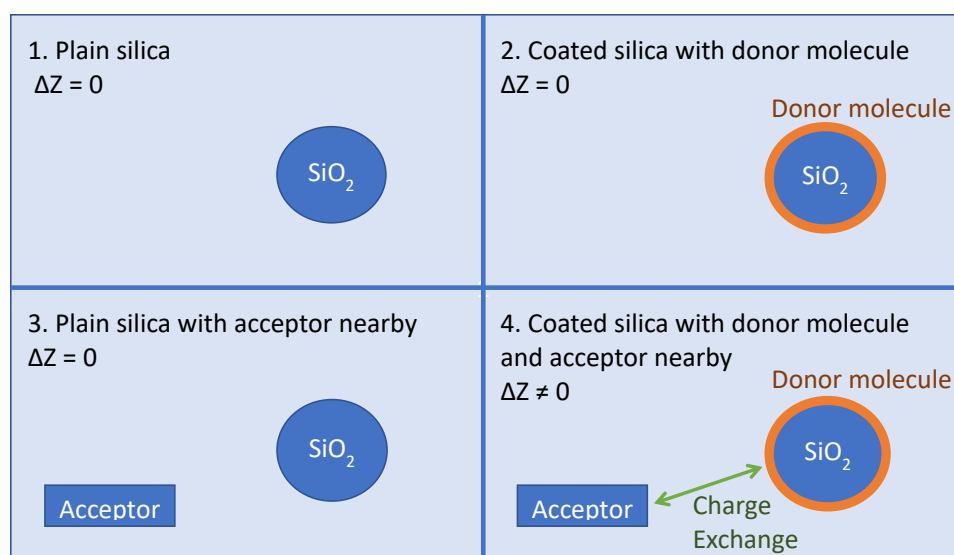 1. Plain silica
ΔZ = 0
SiO2
2. Coated silica with donor molecule
ΔZ = 0
Donor molecule
SiO2
3. Plain silica with acceptor nearby
ΔZ = 0
SiO2
Acceptor
4. Coated silica with donor molecule
and acceptor nearby
ΔZ ≠ 0
Donor molecule
SiO2
Acceptor
Charge
Exchange